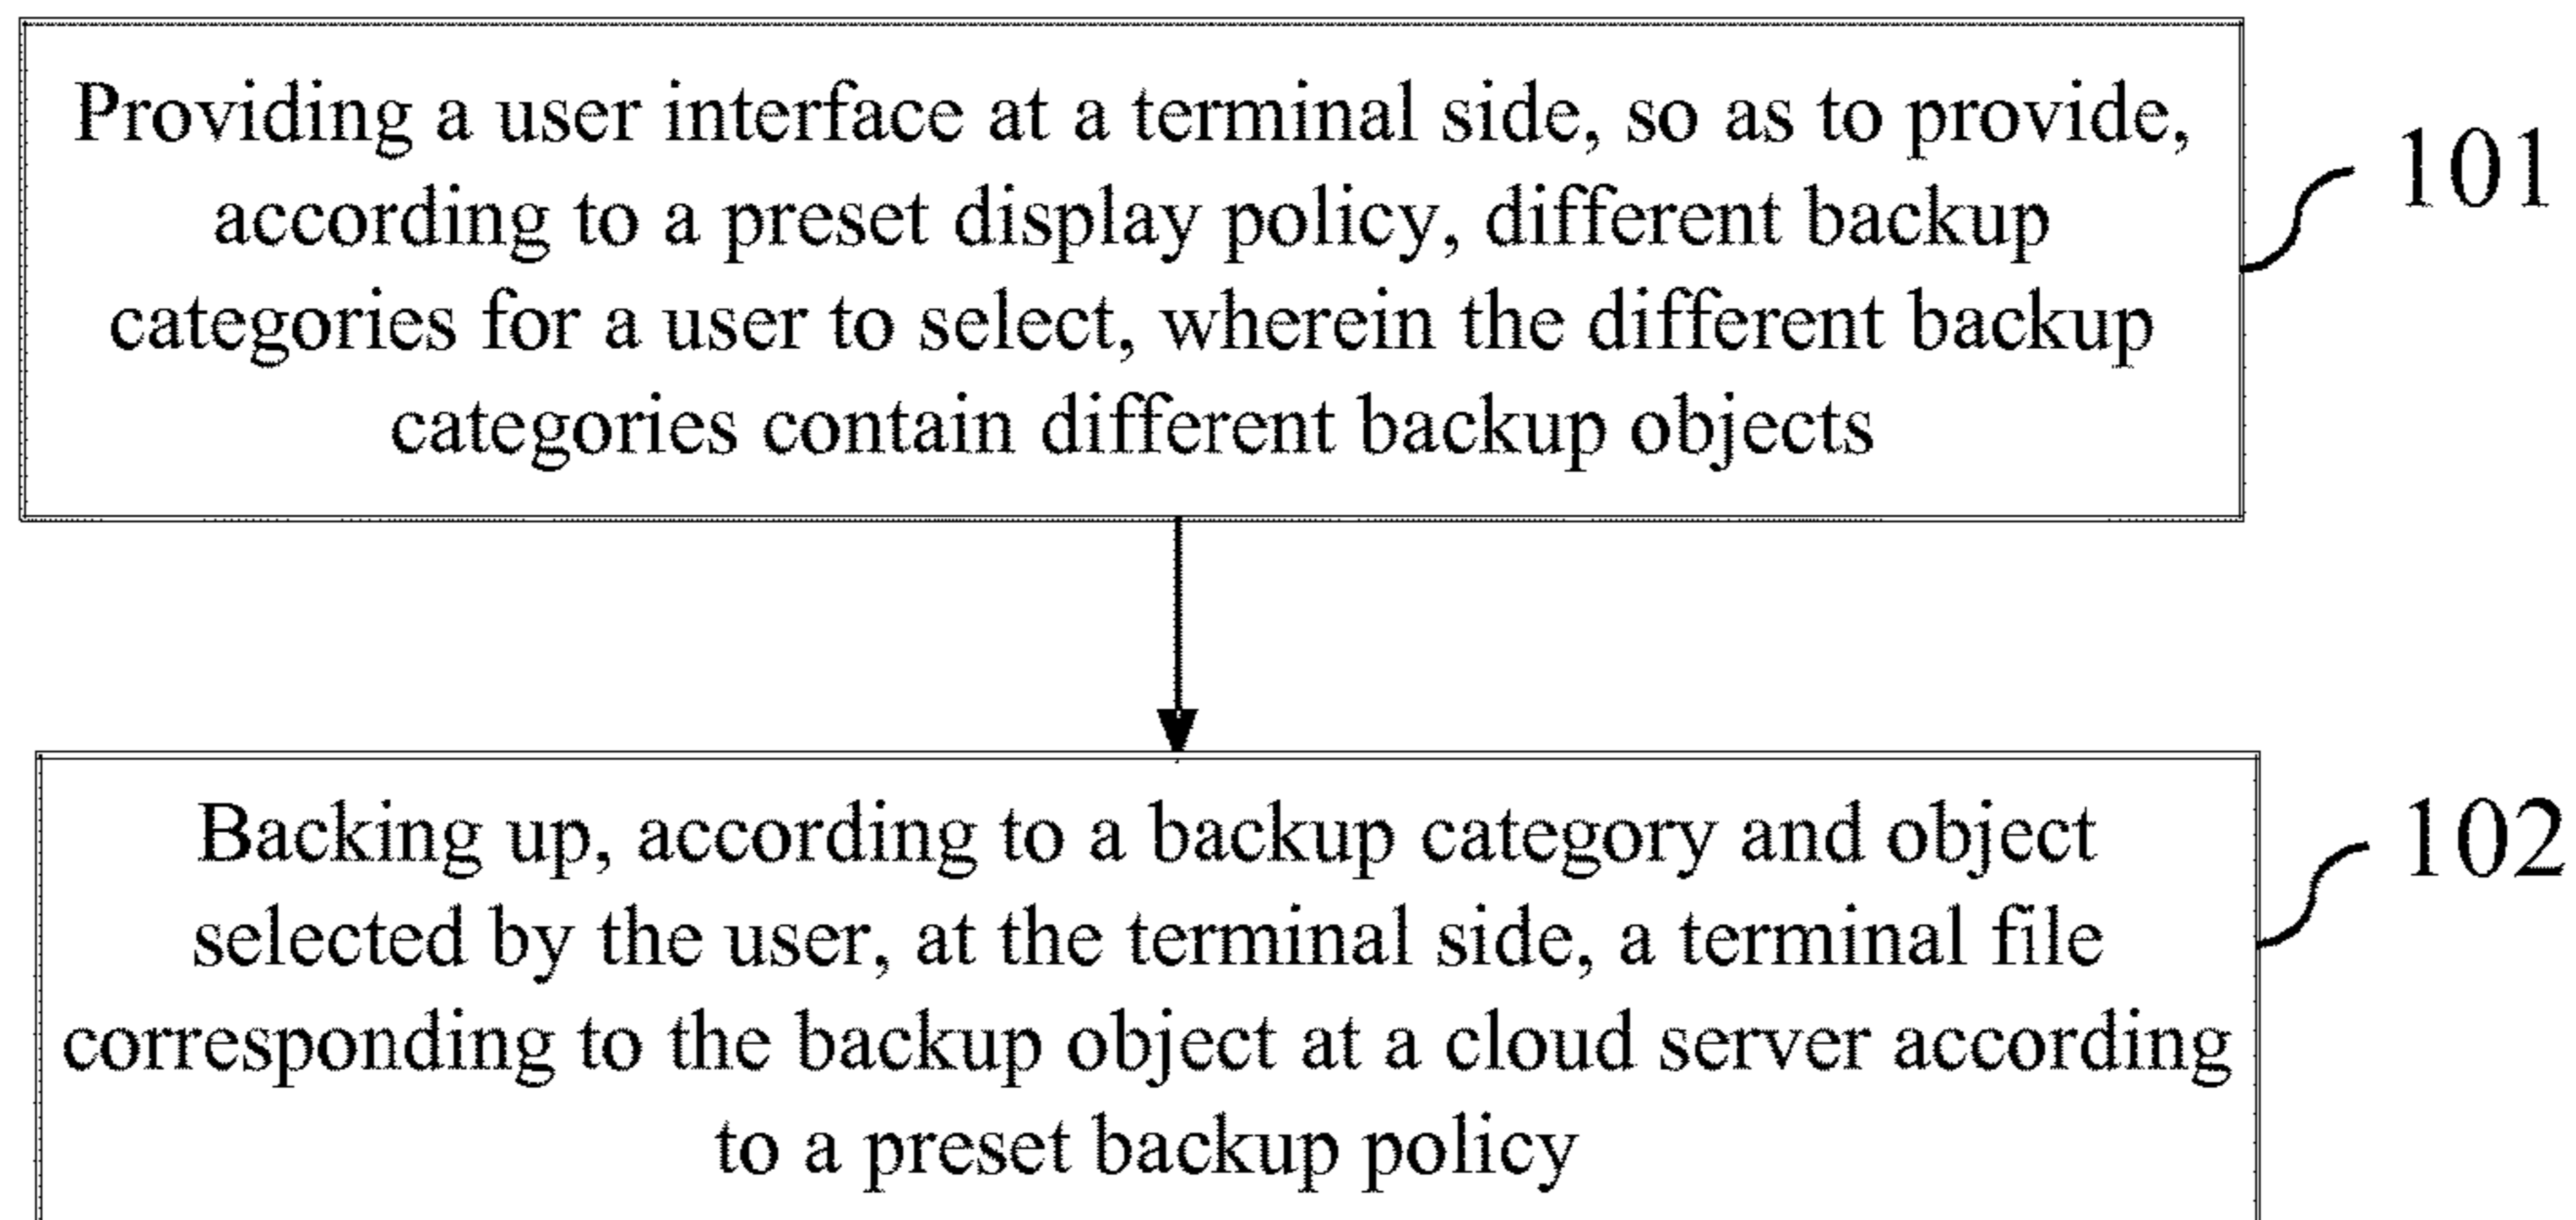 Providing a user interface at a terminal side, so as to provide,
according to a preset display policy, different backup
categories for a user to select, wherein the different backup
categories contain different backup objects
101
Backing up, according to a backup category and object
selected by the user, at the terminal side, a terminal file
corresponding to the backup object at a cloud server according
to a preset backup policy
102